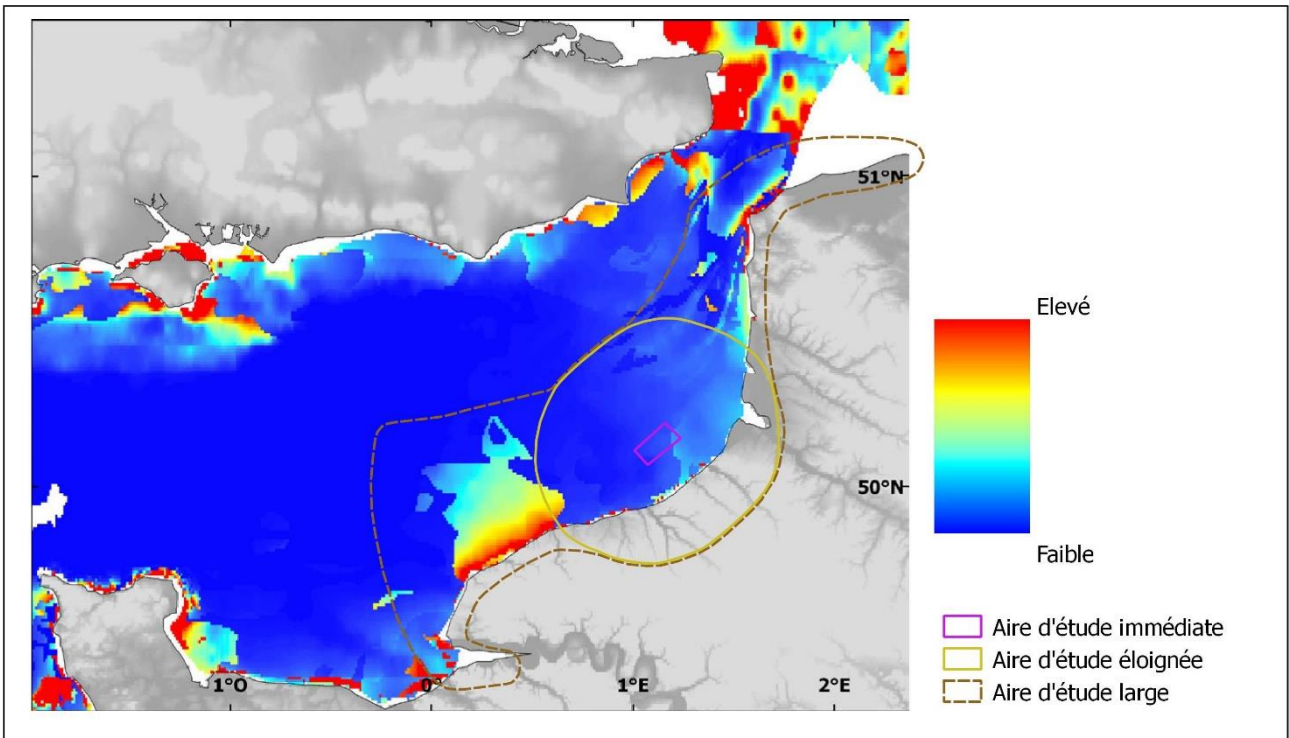 51°N
Elevé
50°N
Faible
Aire d'étude immédiate
Aire d'étude éloignée
Aire d'étude large
1°O
0°
1°E
2°E